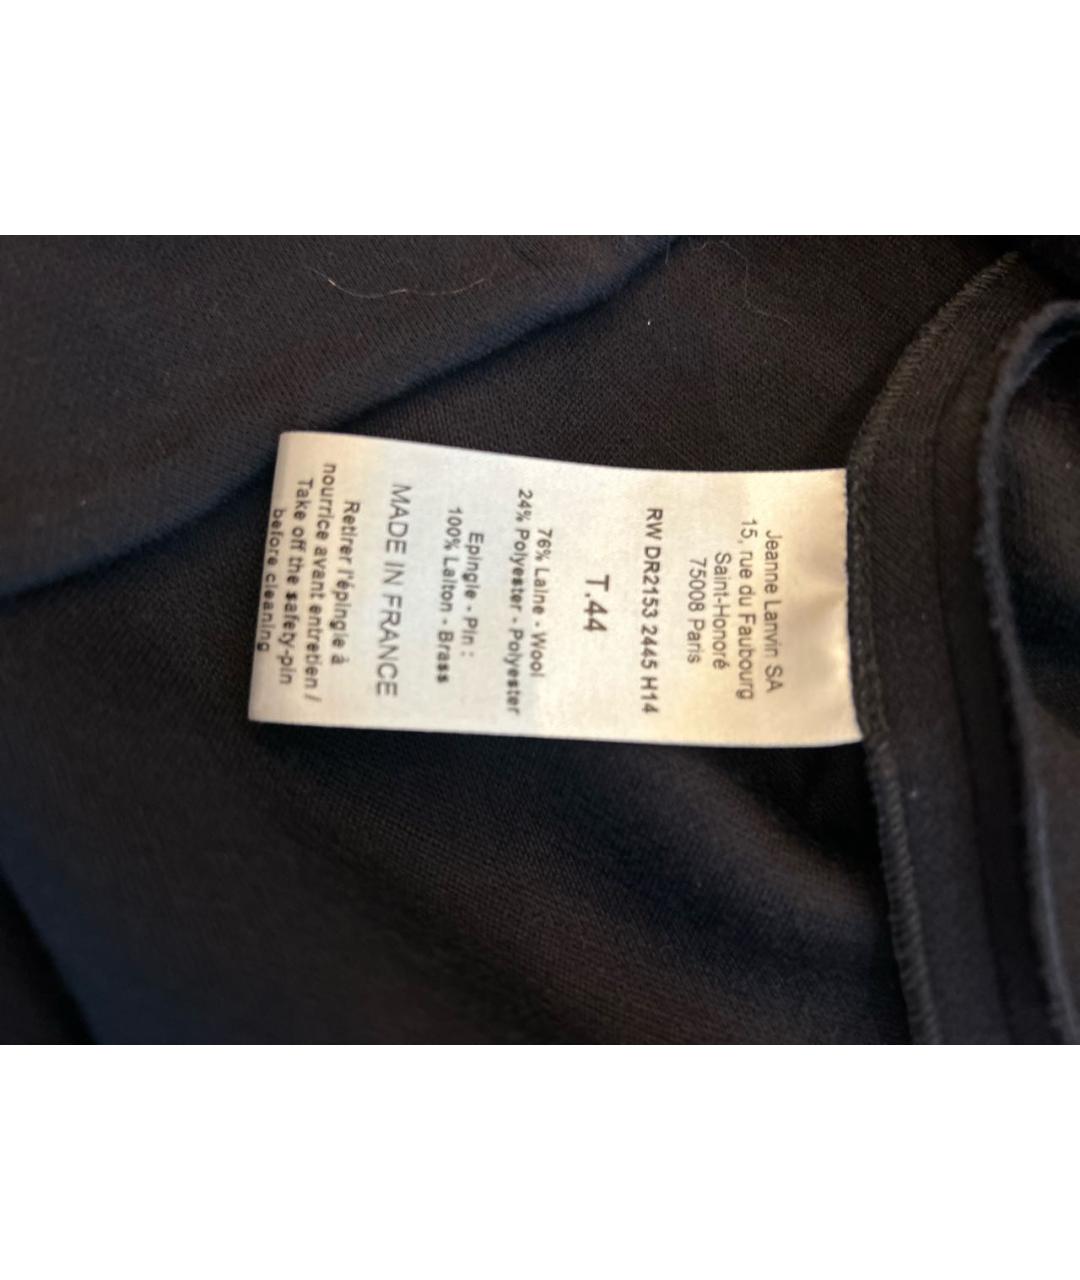 Jeanne Lanvin SA
15, rue du Faubourg
Saint-Honoré
75008 Paris
RW DR2153 2445 H14
T.44
76% Laine - Wool
24% Polyester - Polyester
Epingle - Pin :
100% Laiton - Brass
MADE IN FRANCE
Retirer l'épingle à
nourrice avant entretien /
Take off the safety-pin
before cleaning